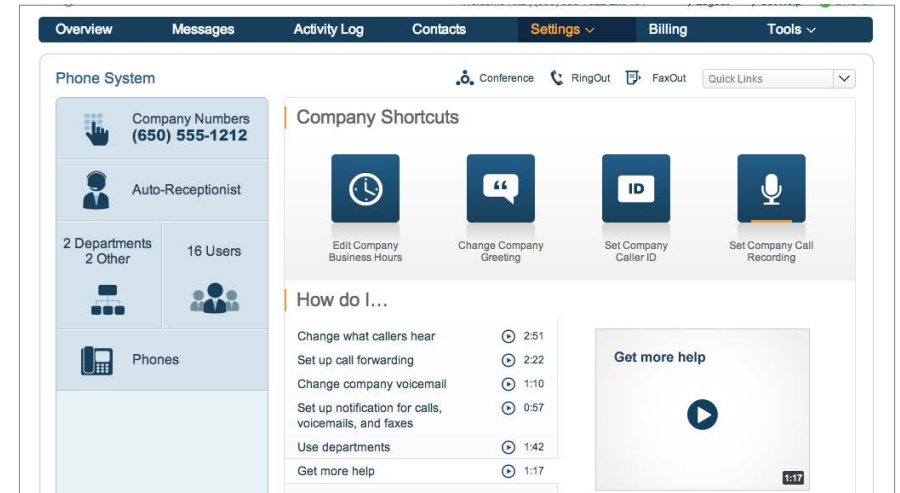 Overview Messages Activity Log Contacts Settings Billing Tools
Phone System
Conference RingOut FaxOut Quick Links
Company Numbers
(650) 555-1212
Auto-Receptionist
2 Departments
2 Other
16 Users
Phones
Company Shortcuts
“
ID
Edit Company
Business Hours
Change Company
Greeting
Set Company
Caller ID
Set Company Call
Recording
How do I...
Change what callers hear 2:51
Set up call forwarding 2:22
Change company voicemail 1:10
Set up notification for calls, 0:57
voicemails, and faxes
Use departments 1:42
Get more help 1:17
Get more help
1:17